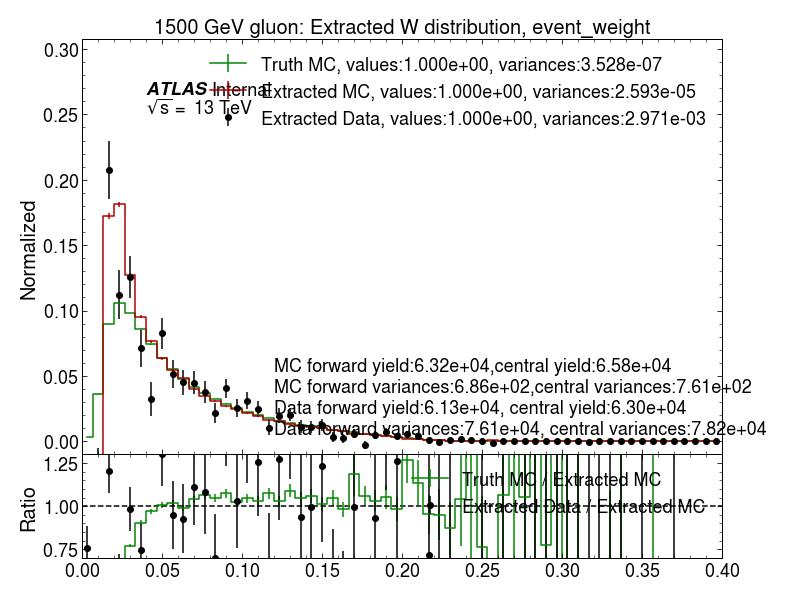 1500 GeV gluon: Extracted W distribution, event_weight
Truth MC, values:1.000e+00, variances:3.528e-07
ATLAS Internal
Extracted MC, values:1.000e+00, variances:2.593e-05
√s = 13 TeV
Extracted Data, values:1.000e+00, variances:2.971e-03
Normalized
0.30
0.25
0.20
0.15
0.10
0.05
0.00
MC forward yield:6.32e+04,central yield:6.58e+04
MC forward variances:6.86e+02,central variances:7.61e+02
Data forward yield:6.13e+04, central yield:6.30e+04
Data forward variances:7.61e+04, central variances:7.82e+04
Ratio
1.25
1.00
0.75
Truth MC / Extracted MC
Extracted Data / Extracted MC
0.00 0.05 0.10 0.15 0.20 0.25 0.30 0.35 0.40